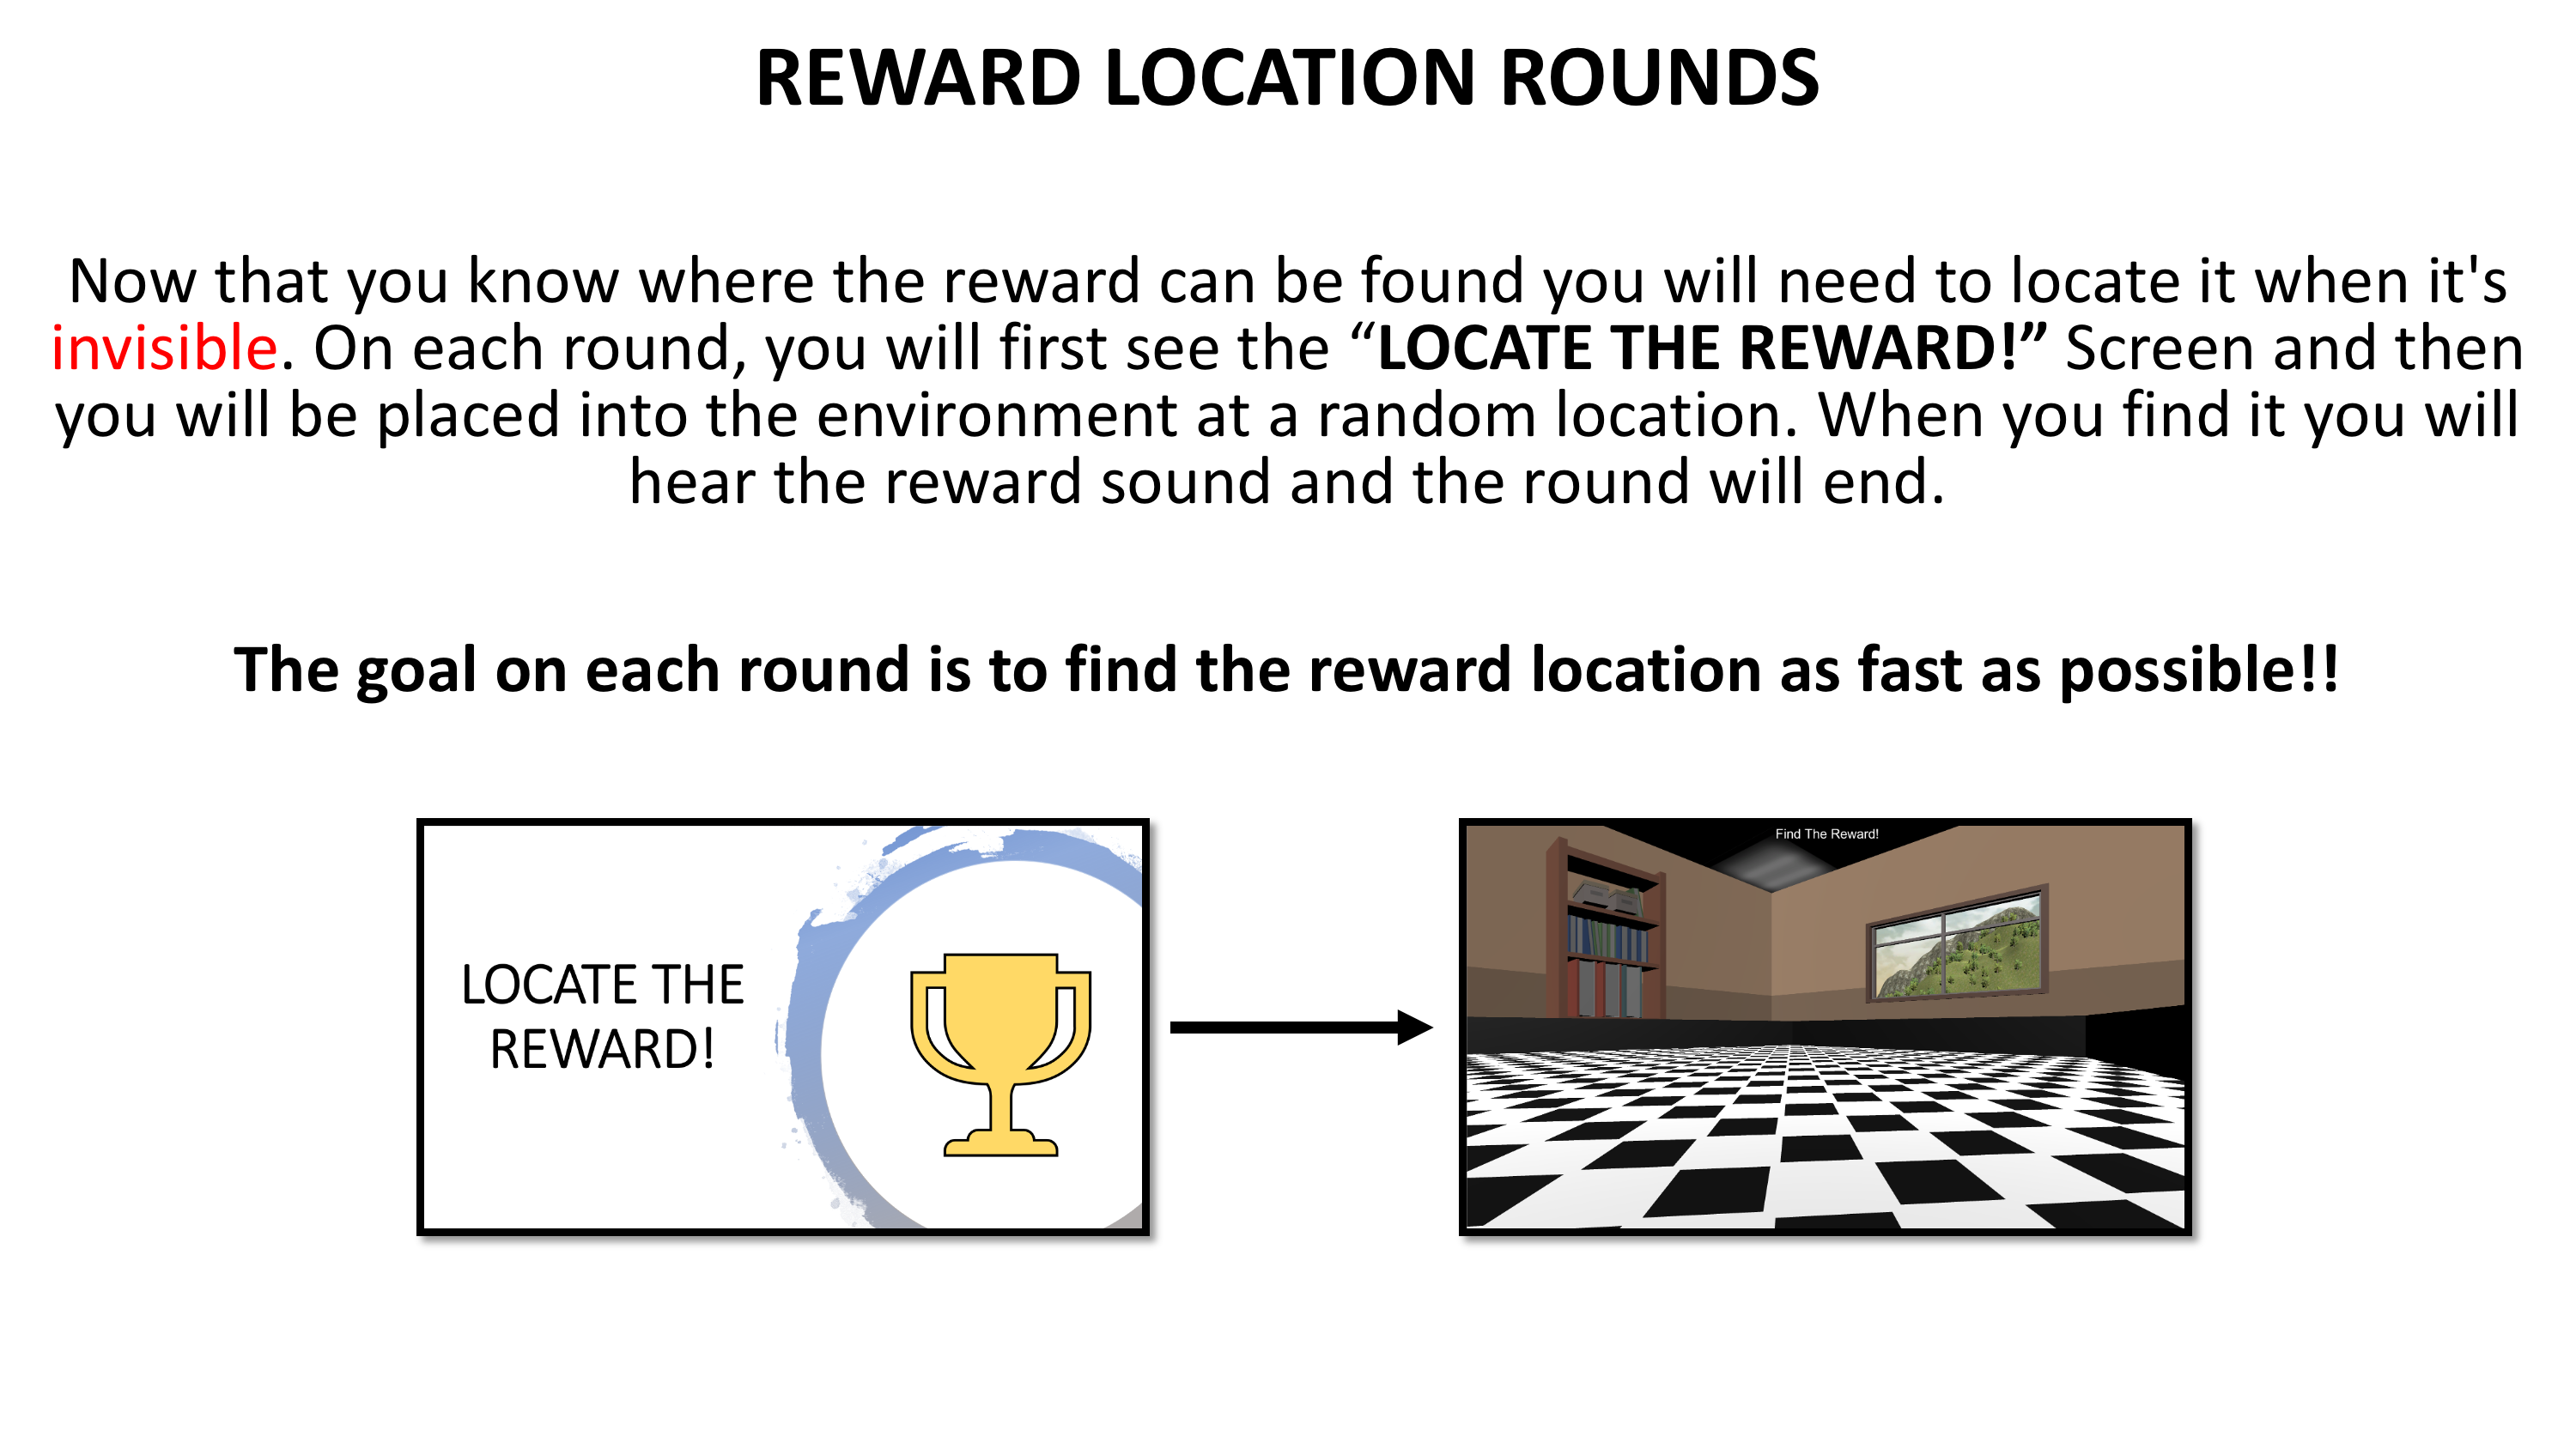 REWARD LOCATION ROUNDS
Now that you know where the reward can be found you will need to locate it when it's
invisible. On each round, you will first see the “LOCATE THE REWARD!” Screen and then
you will be placed into the environment at a random location. When you find it you will
hear the reward sound and the round will end.
The goal on each round is to find the reward location as fast as possible!!
LOCATE THE
REWARD!
Find The Reward!